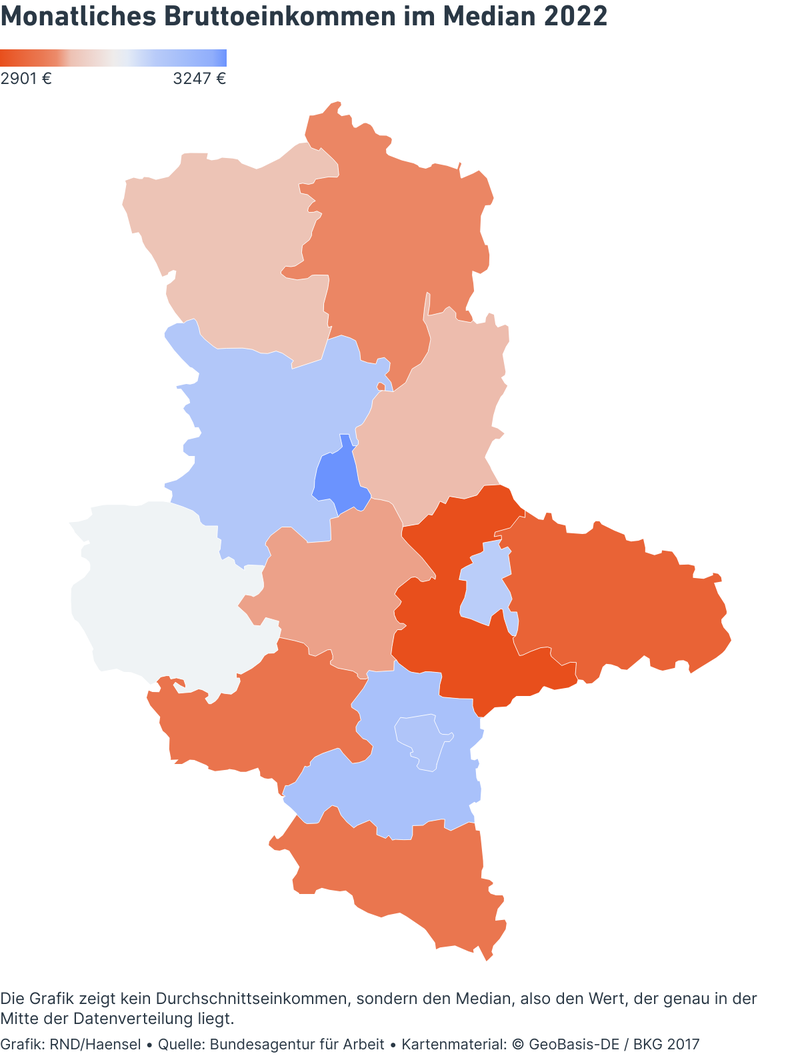 Monatliches Bruttoeinkommen im Median 2022
2901 € 3247 €
Die Grafik zeigt kein Durchschnittseinkommen, sondern den Median, also den Wert, der genau in der
Mitte der Datenverteilung liegt.
Grafik: RND/Haensel • Quelle: Bundesagentur für Arbeit • Kartenmaterial: © GeoBasis-DE / BKG 2017